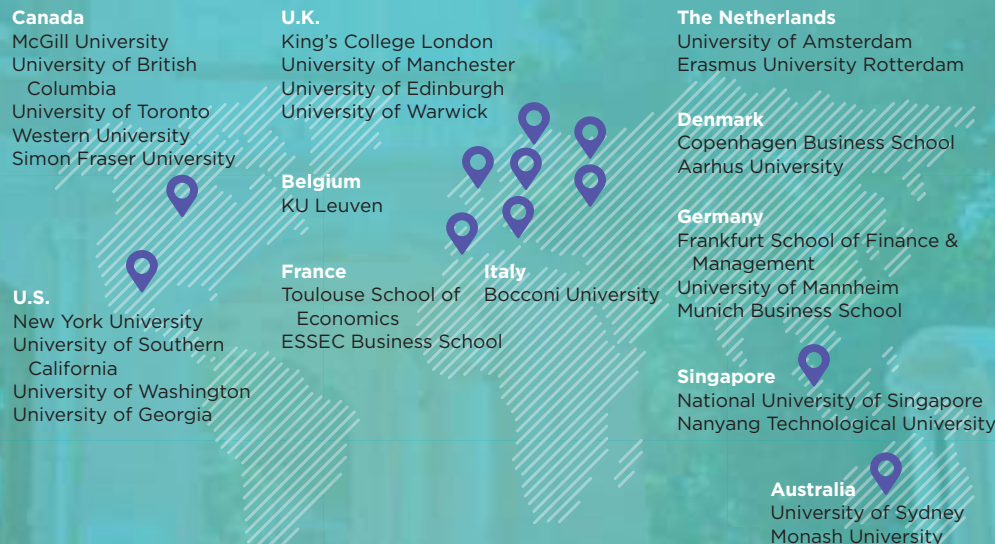 Canada
McGill University
University of British
Columbia
University of Toronto
Western University
Simon Fraser University
U.S.
New York University
University of Southern
California
University of Washington
University of Georgia
U.K.
King's College London
University of Manchester
University of Edinburgh
University of Warwick
Belgium
KU Leuven
France
Toulouse School of
Economics
ESSEC Business School
Italy
Bocconi University
The Netherlands
University of Amsterdam
Erasmus University Rotterdam
Denmark
Copenhagen Business School
Aarhus University
Germany
Frankfurt School of Finance &
Management
University of Mannheim
Munich Business School
Singapore
National University of Singapore
Nanyang Technological University
Australia
University of Sydney
Monash University